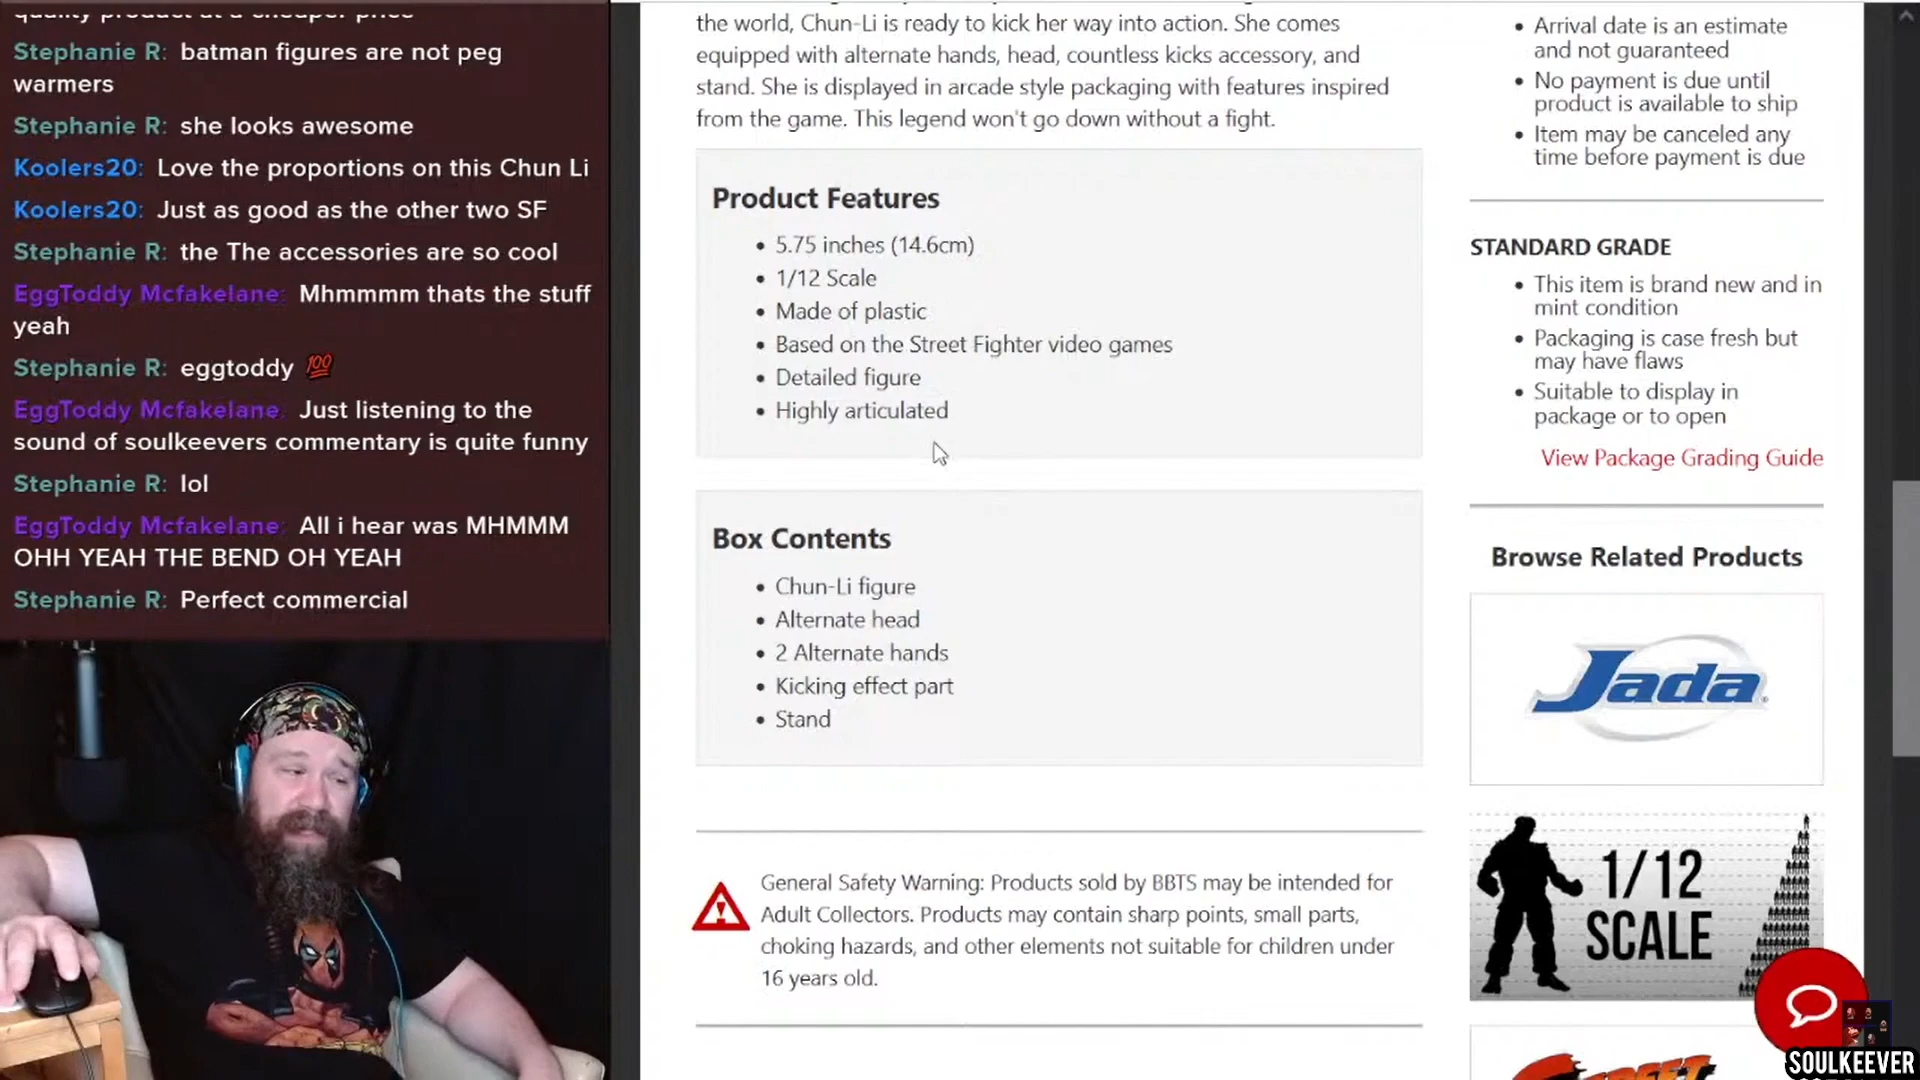 quality product at a cheaper price
Stephanie R: batman figures are not peg
warmers
Stephanie R: she looks awesome
Koolers20: Love the proportions on this Chun Li
Koolers20: Just as good as the other two SF
Stephanie R: the The accessories are so cool
EggToddy Mcfakelane: Mhmmmm thats the stuff
yeah
Stephanie R: eggtoddy 💯
EggToddy Mcfakelane: Just listening to the
sound of soulkeevers commentary is quite funny
Stephanie R: lol
EggToddy Mcfakelane: All i hear was MHMMM
OHH YEAH THE BEND OH YEAH
Stephanie R: Perfect commercial
the world, Chun-Li is ready to kick her way into action. She comes
equipped with alternate hands, head, countless kicks accessory, and
stand. She is displayed in arcade style packaging with features inspired
from the game. This legend won't go down without a fight.
Product Features
• 5.75 inches (14.6cm)
• 1/12 Scale
• Made of plastic
• Based on the Street Fighter video games
• Detailed figure
• Highly articulated
Box Contents
• Chun-Li figure
• Alternate head
• 2 Alternate hands
• Kicking effect part
• Stand
General Safety Warning: Products sold by BBTS may be intended for
Adult Collectors. Products may contain sharp points, small parts,
choking hazards, and other elements not suitable for children under
16 years old.
• Arrival date is an estimate
and not guaranteed
• No payment is due until
product is available to ship
• Item may be canceled any
time before payment is due
STANDARD GRADE
• This item is brand new and in
mint condition
• Packaging is case fresh but
may have flaws
• Suitable to display in
package or to open
View Package Grading Guide
Browse Related Products
Jada
1/12
SCALE
STREET
SOULKEEVER